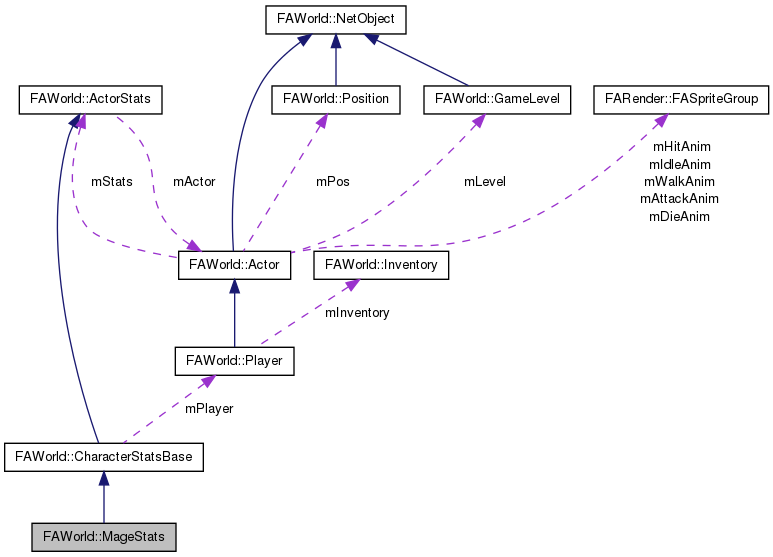 FAWorld::NetObject
FAWorld::ActorStats
FAWorld::Position
FAWorld::GameLevel
FARender::FASpriteGroup
mHitAnim
mIdleAnim
mWalkAnim
mAttackAnim
mDieAnim
mStats
mActor
mPos
mLevel
FAWorld::Actor
FAWorld::Inventory
mInventory
FAWorld::Player
mPlayer
FAWorld::CharacterStatsBase
FAWorld::MageStats